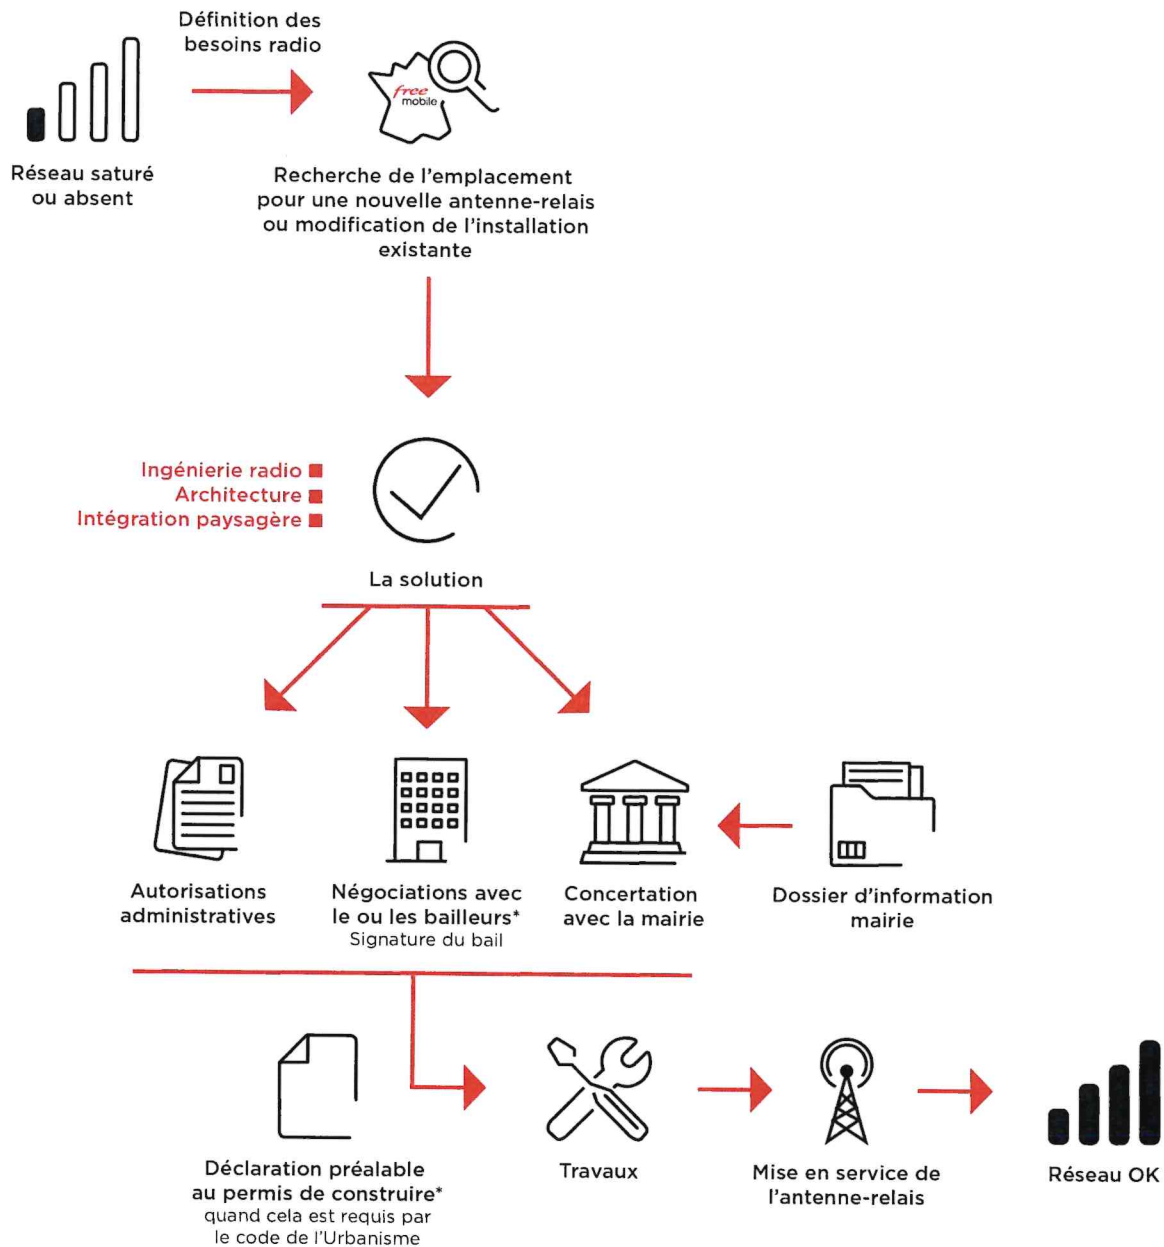 Définition des
besoins radio
free
mobile
Réseau saturé
ou absent
Recherche de l'emplacement
pour une nouvelle antenne-relais
ou modification de l'installation
existante
Ingénierie radio
Architecture
Intégration paysagère
La solution
Autorisations
administratives
Négociations avec
le ou les bailleurs*
Signature du bail
Concertation
avec la mairie
Dossier d'information
mairie
Déclaration préalable
au permis de construire*
quand cela est requis par
le code de l'Urbanisme
Travaux
Mise en service de
l'antenne-relais
Réseau OK